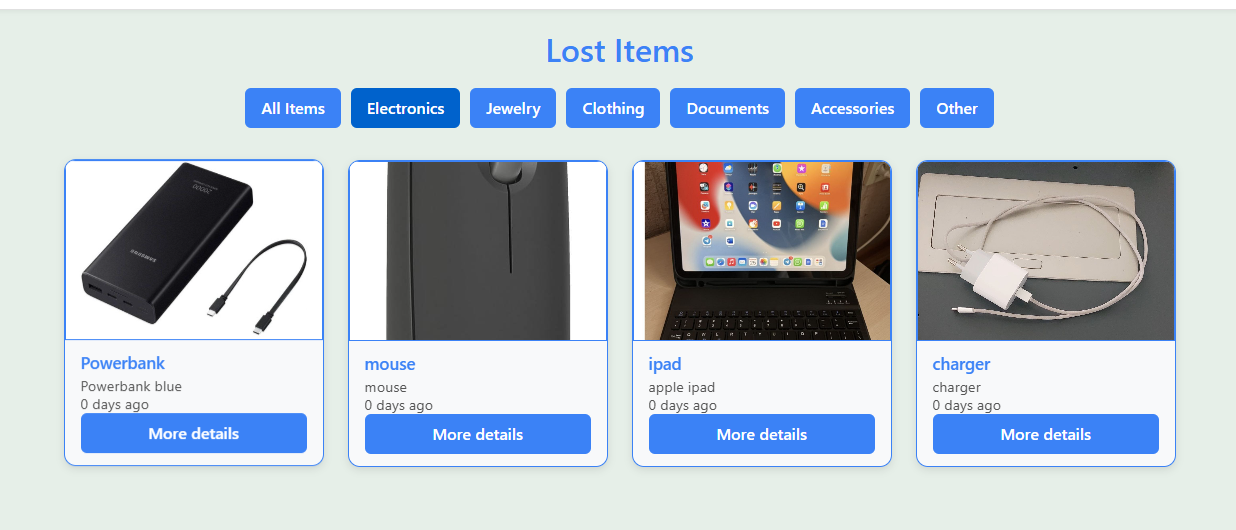 Lost Items
All Items
Electronics
Jewelry
Clothing
Documents
Accessories
Other
SAMSUNG
Powerbank
Powerbank blue
0 days ago
More details
mouse
mouse
0 days ago
More details
ipad
apple ipad
0 days ago
More details
charger
charger
0 days ago
More details